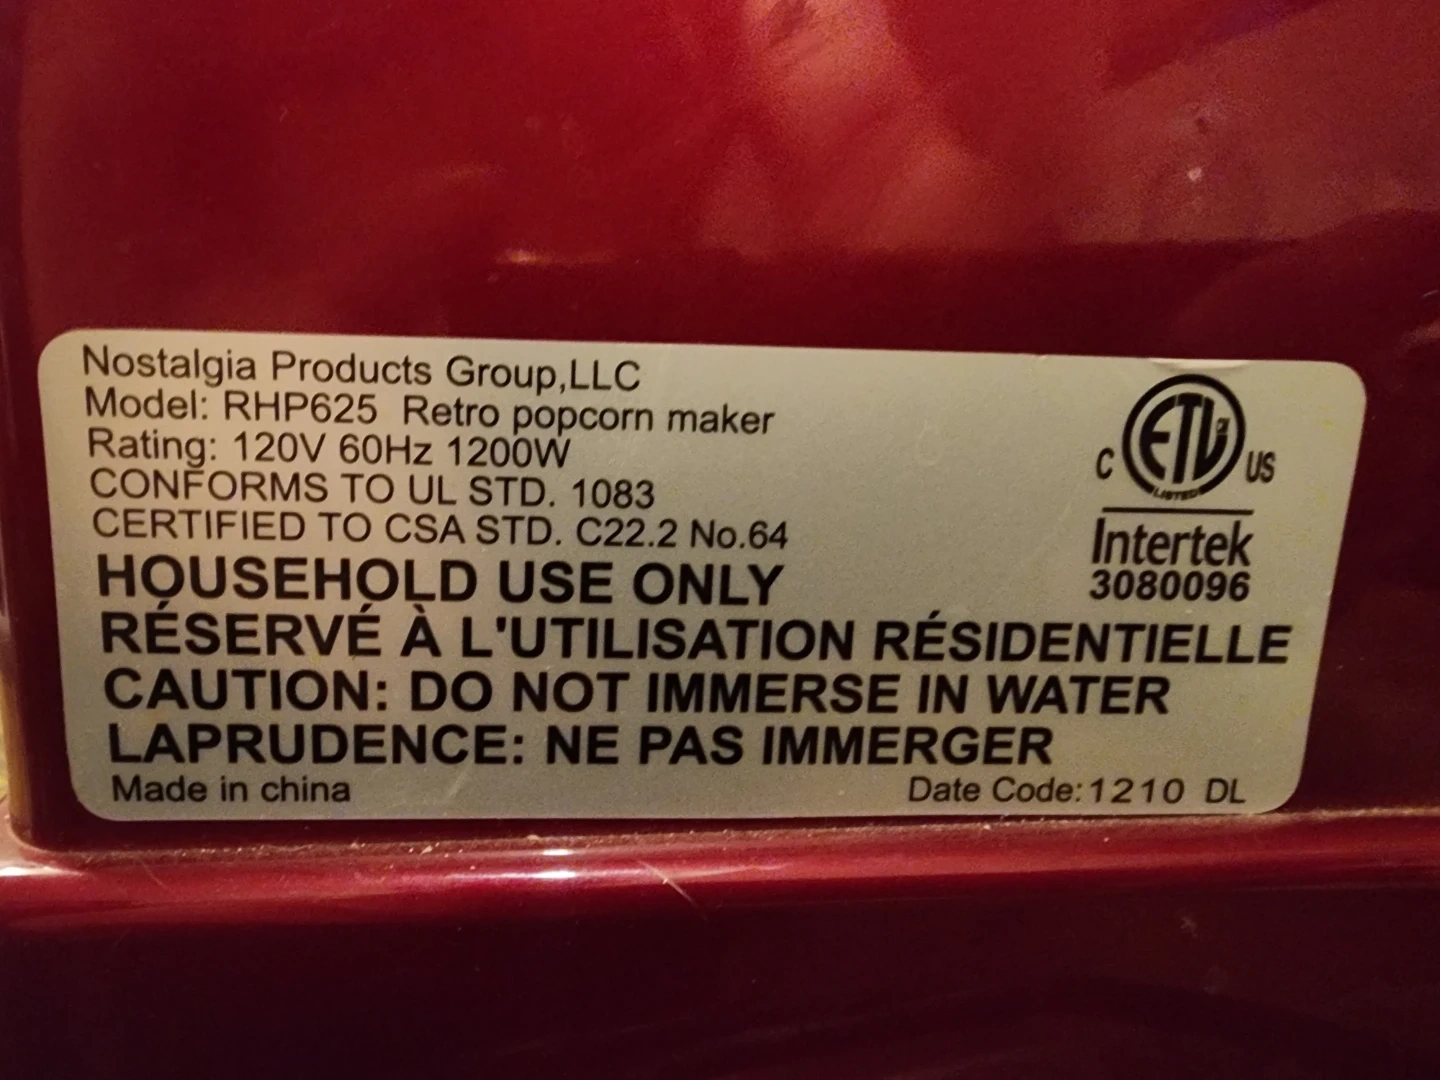 Nostalgia Products Group,LLC
Model: RHP625 Retro popcorn maker
Rating: 120V 60Hz 1200W
CONFORMS TO UL STD. 1083
CERTIFIED TO CSA STD. C22.2 No.64
C ETL US
LISTED
Intertek
3080096
HOUSEHOLD USE ONLY
RÉSERVÉ À L'UTILISATION RÉSIDENTIELLE
CAUTION: DO NOT IMMERSE IN WATER
LAPRUDENCE: NE PAS IMMERGER
Made in china
Date Code:1210 DL